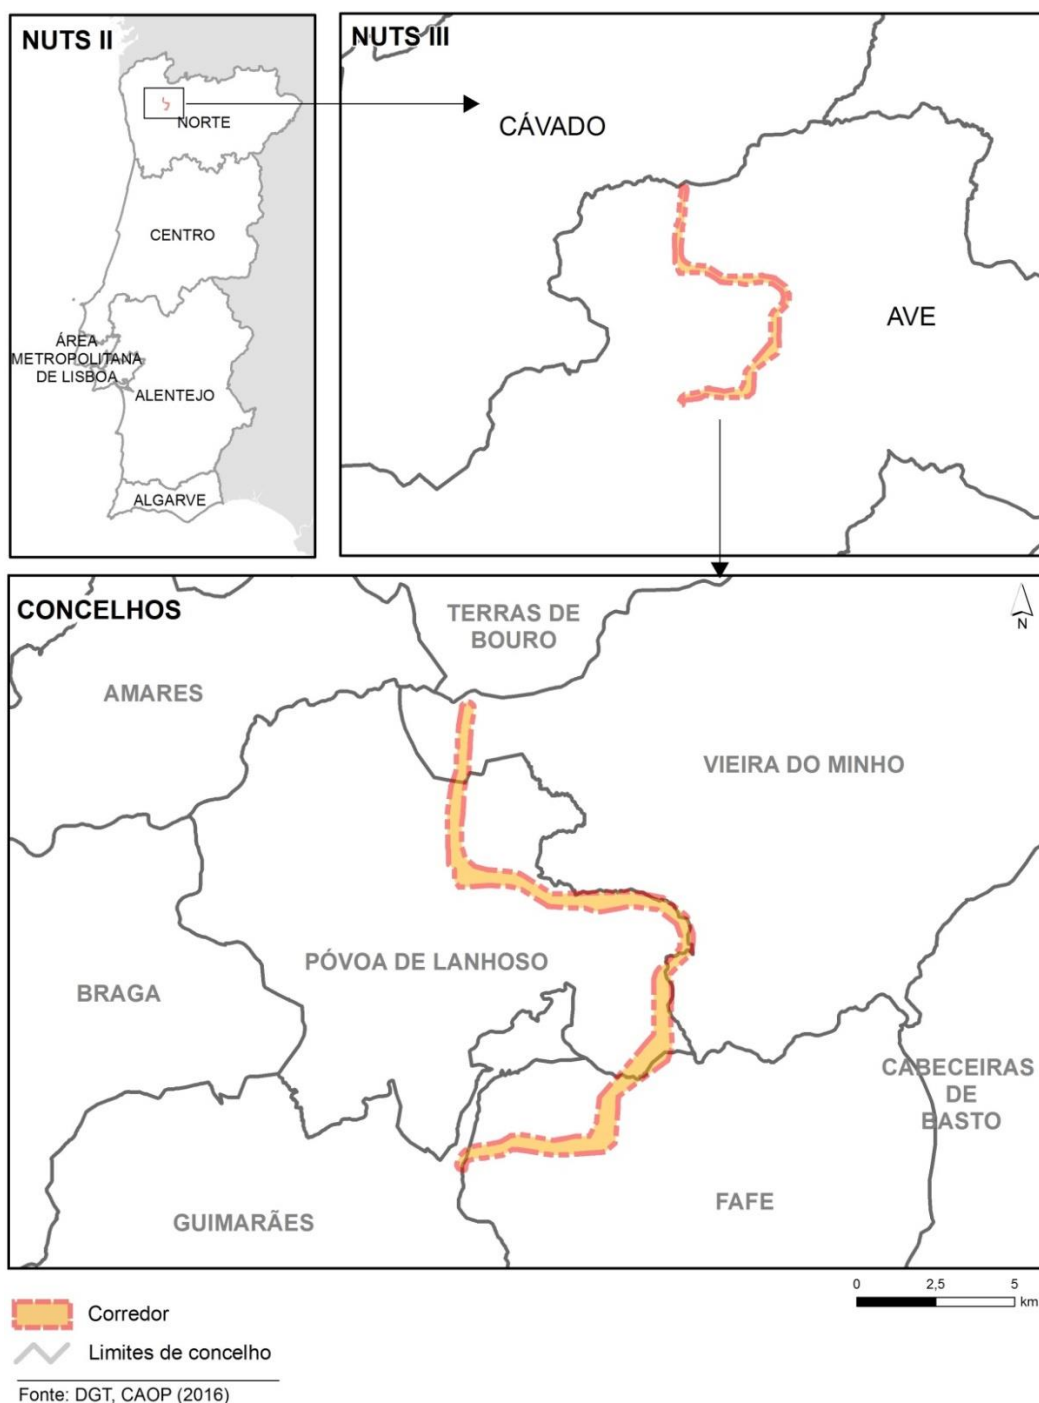 NUTS II
NORTE
CENTRO
ÁREA
METROPOLITANA
DE LISBOA
ALENTEJO
ALGARVE
NUTS III
CÁVADO
AVE
CONCELHOS
TERRAS DE
BOURO
N
AMARES
VIEIRA DO MINHO
PÓVOA DE LANHOSO
BRAGA
CABECEIRAS
DE
BASTO
FAFE
GUIMARÃES
0 2,5 5
km
Corredor
Limites de concelho
Fonte: DGT, CAOP (2016)